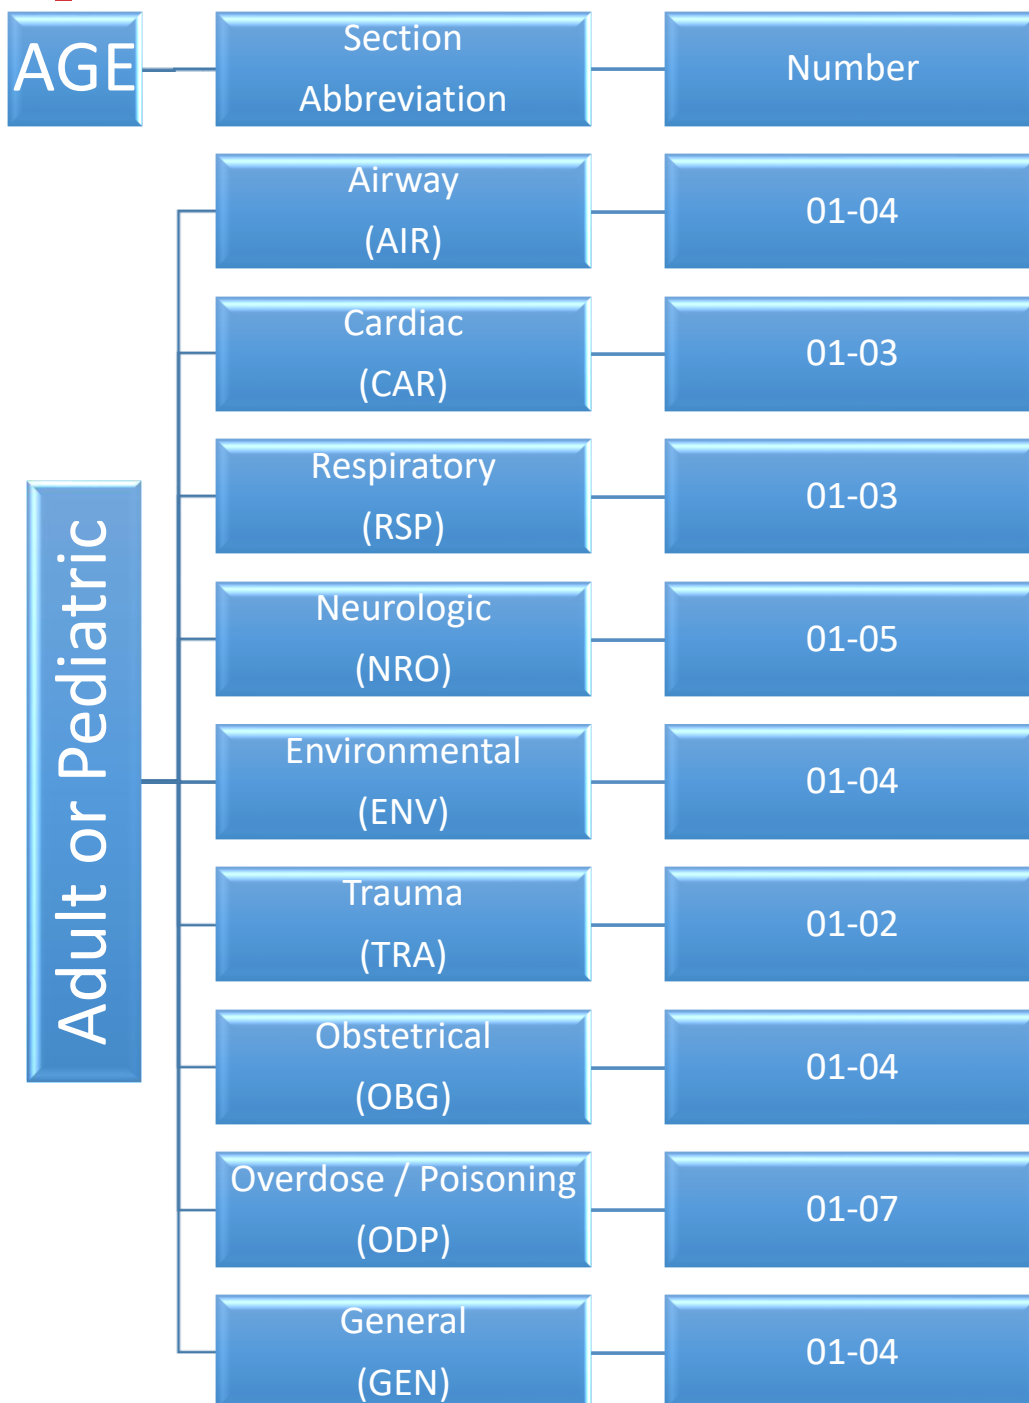 AGE
Section
Abbreviation
Number
Adult or Pediatric
Airway
(AIR)
01-04
Cardiac
(CAR)
01-03
Respiratory
(RSP)
01-03
Neurologic
(NRO)
01-05
Environmental
(ENV)
01-04
Trauma
(TRA)
01-02
Obstetrical
(OBG)
01-04
Overdose / Poisoning
(ODP)
01-07
General
(GEN)
01-04